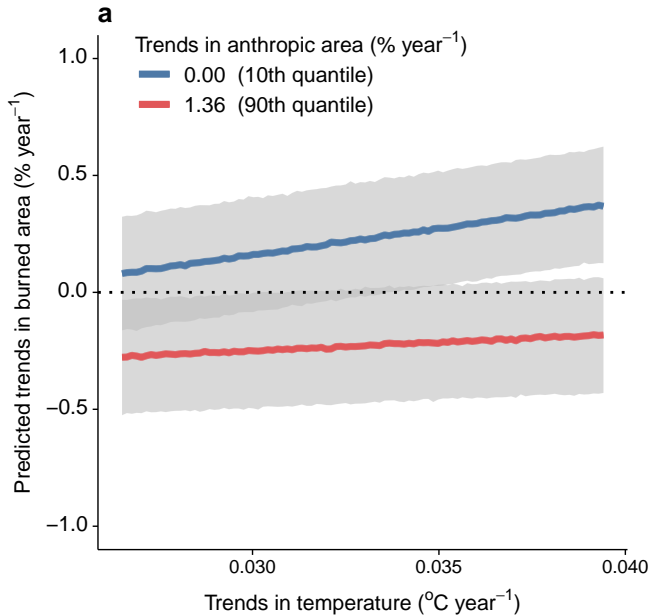 a
Trends in anthropic area (% year⁻¹)
0.00 (10th quantile)
1.36 (90th quantile)
Predicted trends in burned area (% year⁻¹)
1.0
0.5
0.0
−0.5
−1.0
0.030
0.035
0.040
Trends in temperature (°C year⁻¹)